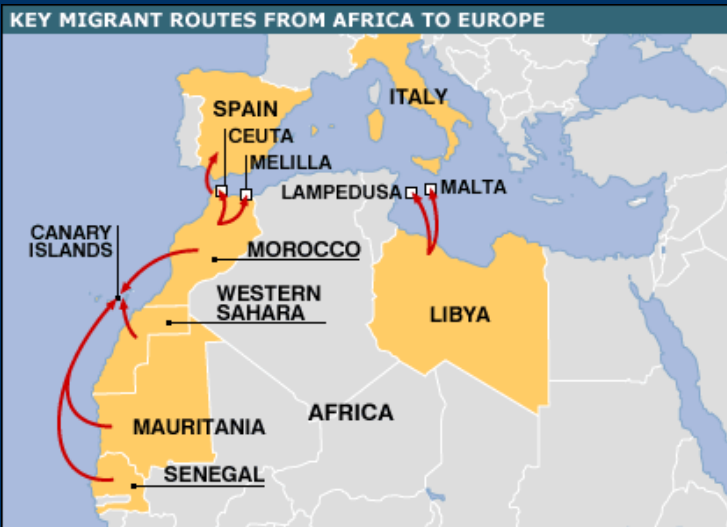 KEY MIGRANT ROUTES FROM AFRICA TO EUROPE
SPAIN
ITALY
CEUTA
MELILLA
LAMPEDUSA
MALTA
CANARY
ISLANDS
MOROCCO
WESTERN
SAHARA
LIBYA
AFRICA
MAURITANIA
SENEGAL